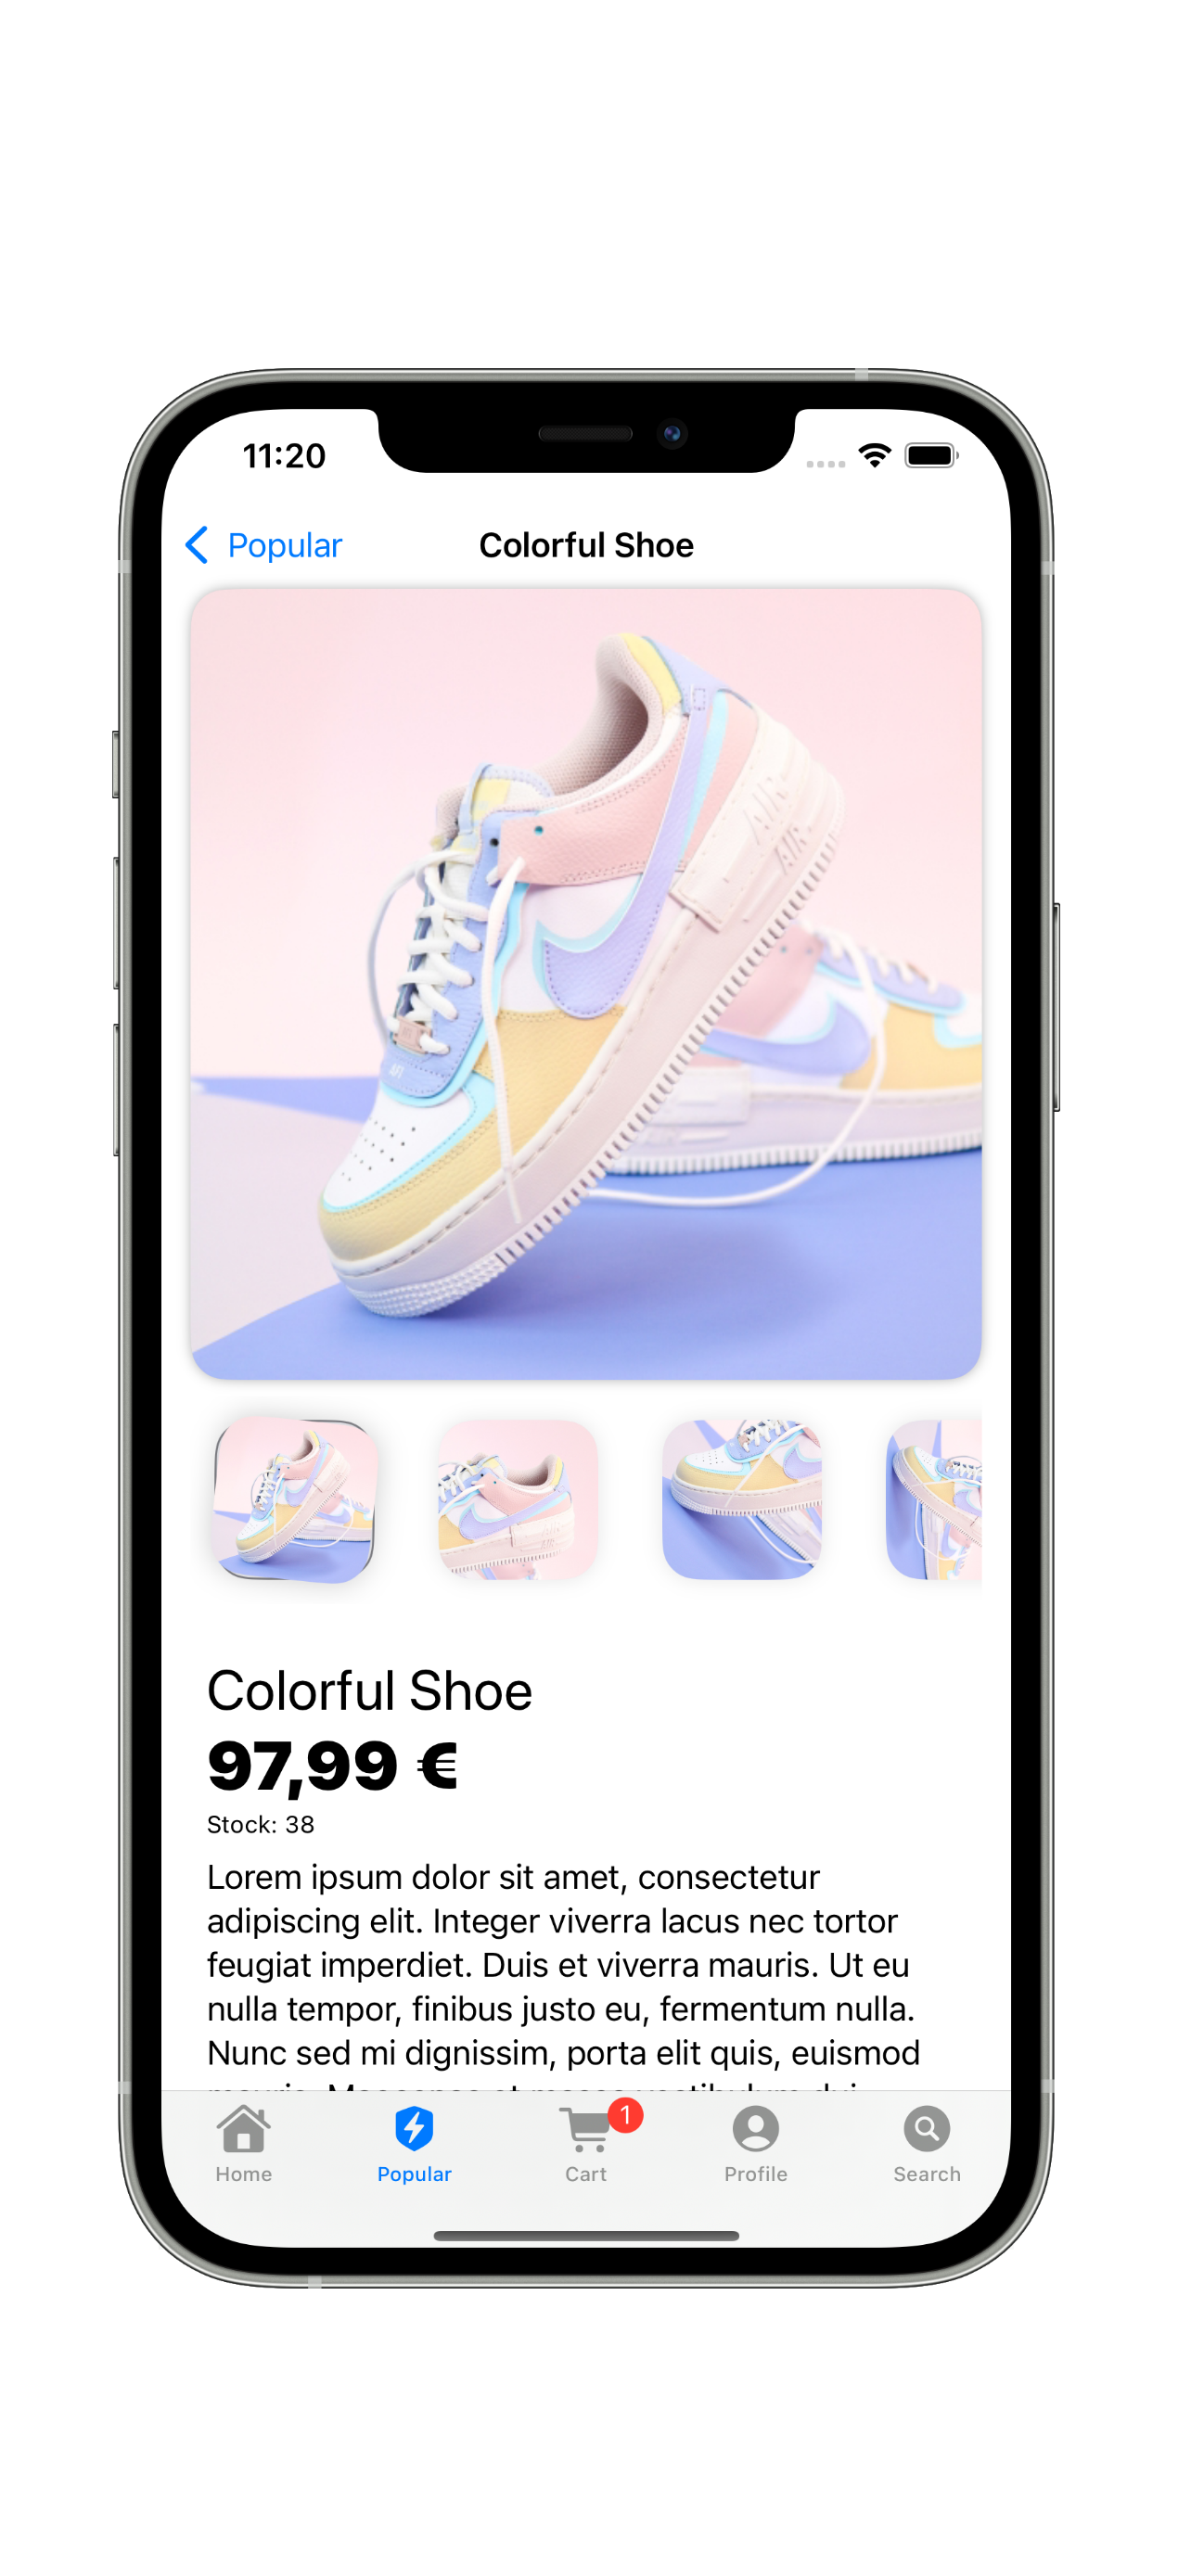 11:20
Popular
Colorful Shoe
AIR
AIR
Colorful Shoe
97,99 €
Stock: 38
Lorem ipsum dolor sit amet, consectetur
adipiscing elit. Integer viverra lacus nec tortor
feugiat imperdiet. Duis et viverra mauris. Ut eu
nulla tempor, finibus justo eu, fermentum nulla.
Nunc sed mi dignissim, porta elit quis, euismod
1
Home
Popular
Cart
Profile
Search